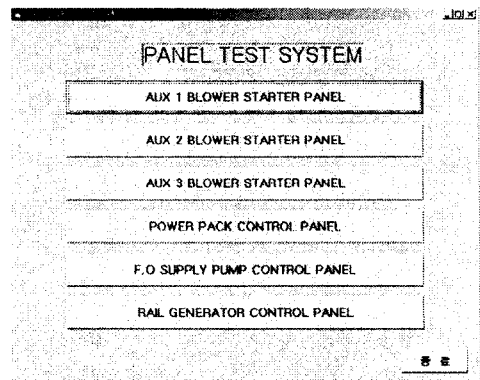 PANEL TEST SYSTEM
AUX 1 BLOWER STARTER PANEL
AUX 2 BLOWER STARTER PANEL
AUX 3 BLOWER STARTER PANEL
POWER PACK CONTROL PANEL
F.O SUPPLY PUMP CONTROL PANEL
RAIL GENERATOR CONTROL PANEL
종 료